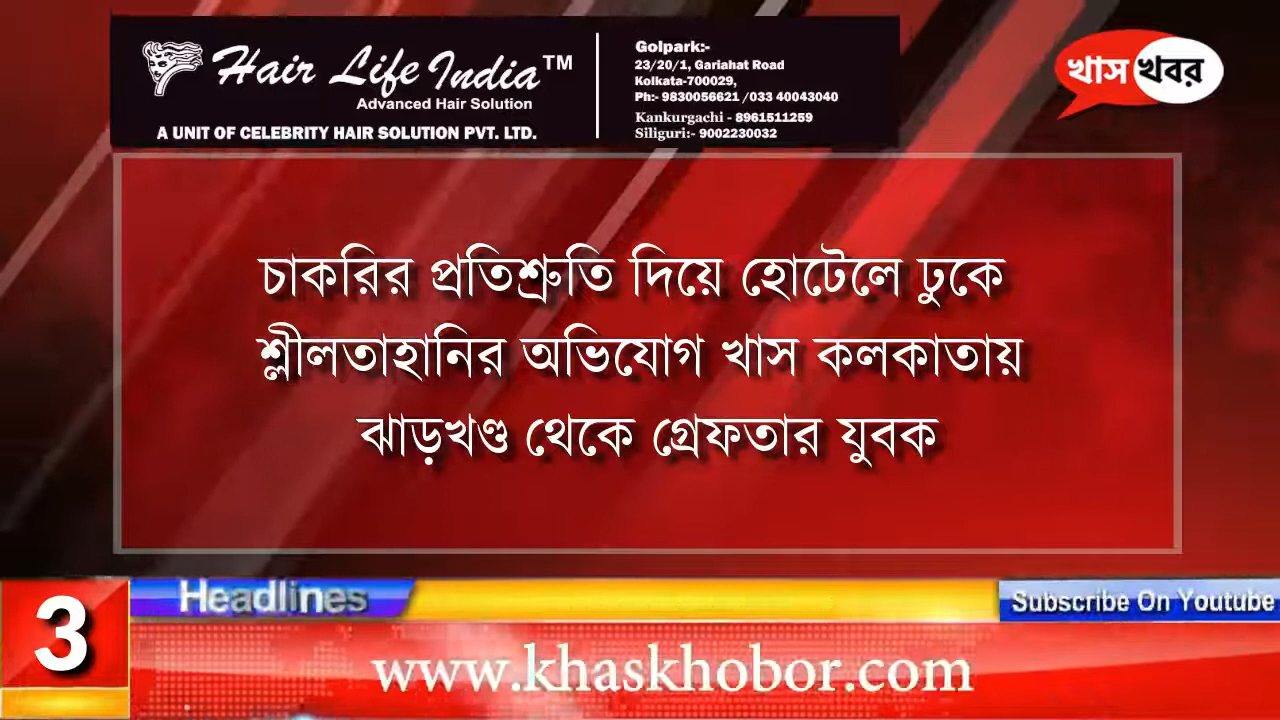 Hair Life India™
Advanced Hair Solution
A UNIT OF CELEBRITY HAIR SOLUTION PVT. LTD.
Golpark:-
23/20/1, Gariahat Road
Kolkata-700029,
Ph:- 9830056621 /033 40043040
Kankurgachi - 8961511259
Siliguri:- 9002230032
খাস খবর
চাকরির প্রতিশ্রুতি দিয়ে হোটেলে ঢুকে
শ্লীলতাহানির অভিযোগ খাস কলকাতায়
ঝাড়খণ্ড থেকে গ্রেফতার যুবক
3
Headlines
Subscribe On Youtube
www.khaskhobor.com